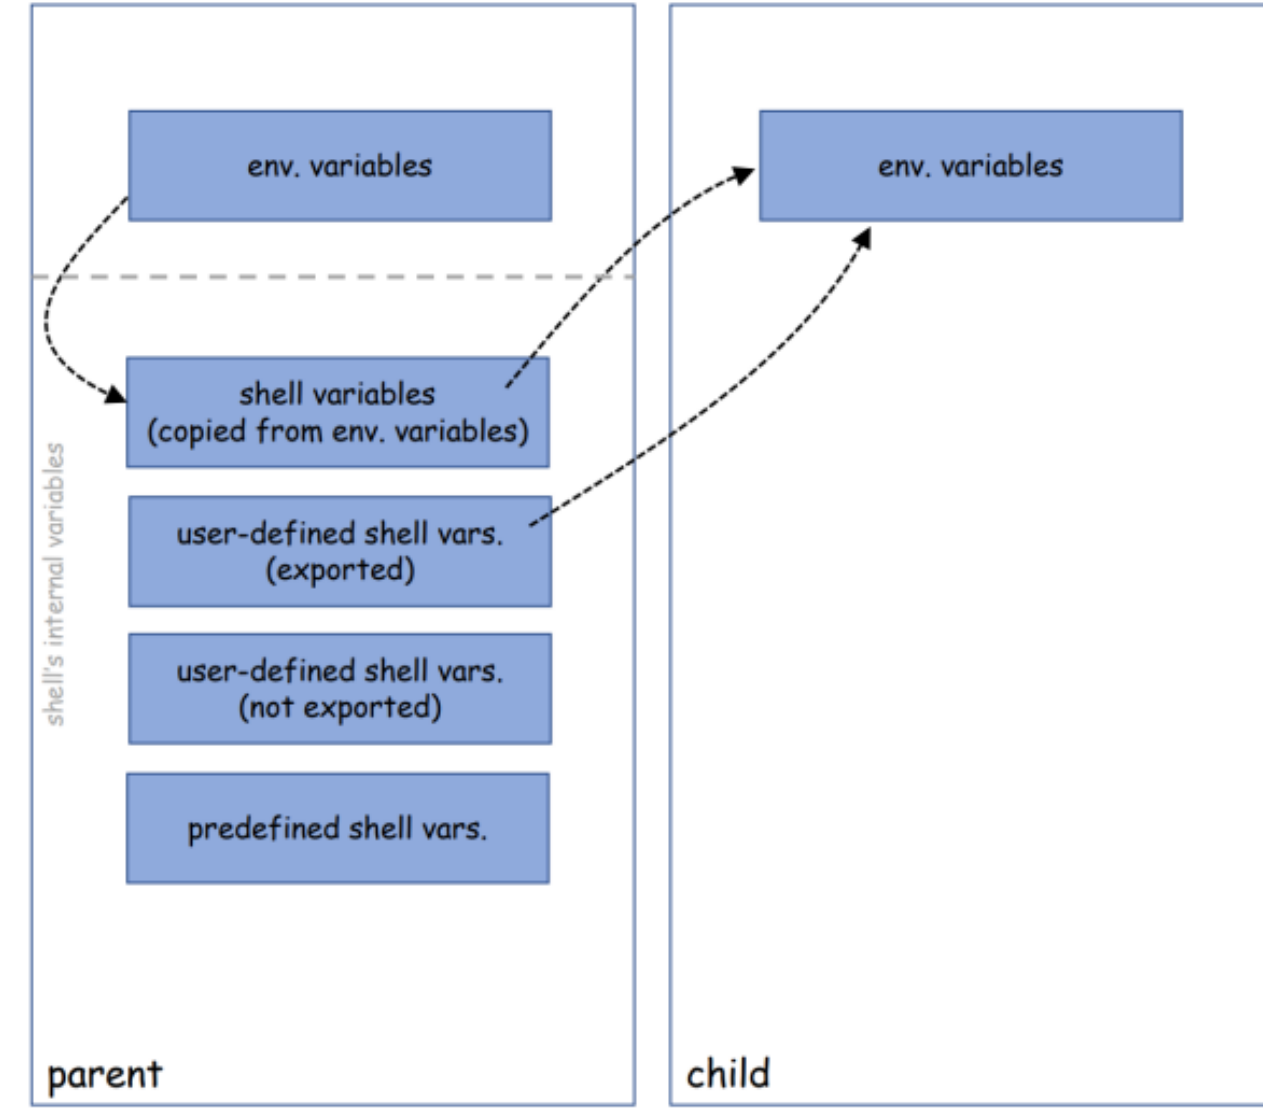 env. variables
shell variables
(copied from env. variables)
user-defined shell vars.
(exported)
user-defined shell vars.
(not exported)
predefined shell vars.
shell's internal variables
parent
env. variables
child